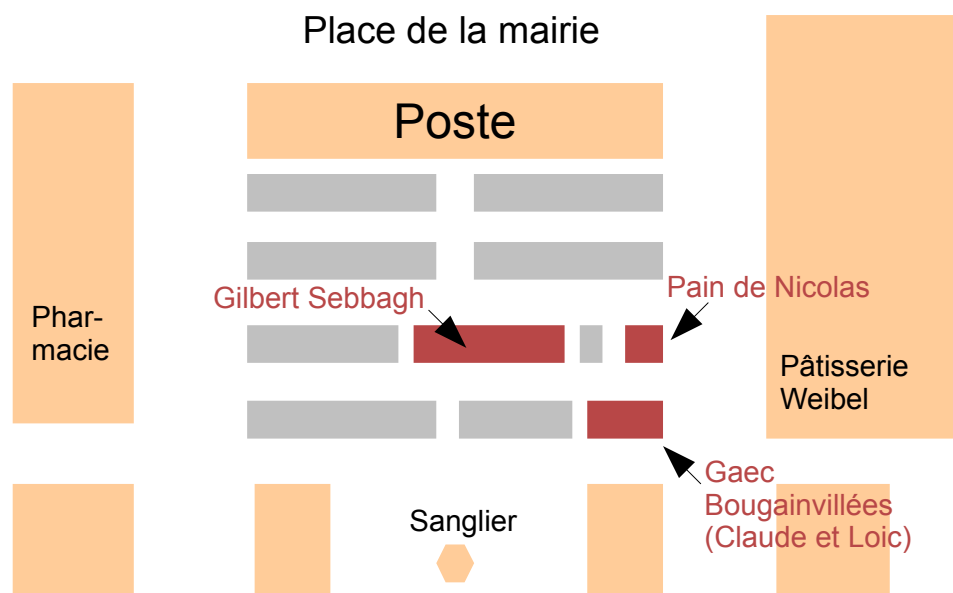 Place de la mairie
Poste
Gilbert Sebbagh
Pain de Nicolas
Phar-
macie
Pâtisserie
Weibel
Gaec
Bougainvillées
(Claude et Loic)
Sanglier